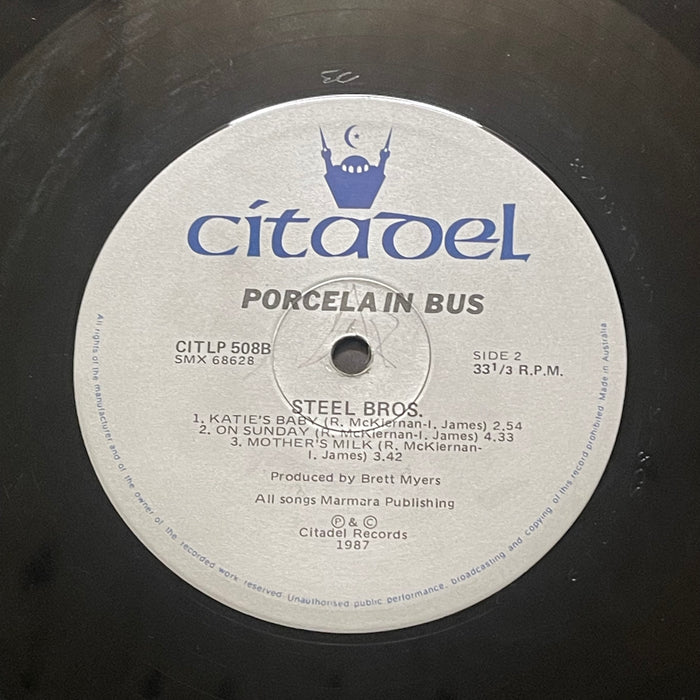 citadel
PORCELAIN BUS
CITLP 508B
SMX 68628
SIDE 2
33 1/3 R.P.M.
STEEL BROS.
1. KATIE'S BABY (R. McKiernan-I. James) 2.54
2. ON SUNDAY (R. McKiernan-I. James) 4.33
3. MOTHER'S MILK (R. McKiernan-
I. James) 3.42
Produced by Brett Myers
All songs Marmara Publishing
Ⓟ & ©
Citadel Records
1987
All rights of the manufacturer and of the owner of the recorded work reserved. Unauthorised public performance, broadcasting and copying of this record prohibited. Made in Australia